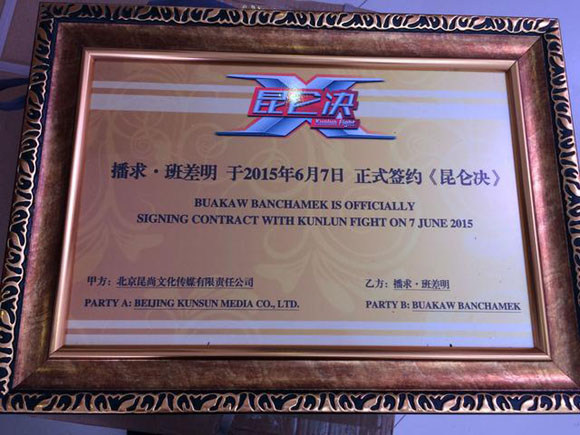 昆仑决
Kunlun Fight
播求·班差明 于2015年6月7日 正式签约《昆仑决》
BUAKAW BANCHAMEK IS OFFICIALLY
SIGNING CONTRACT WITH KUNLUN FIGHT ON 7 JUNE 2015
甲方：北京昆尚文化传媒有限责任公司
PARTY A: BEIJING KUNSUN MEDIA CO., LTD.
乙方：播求·班差明
PARTY B: BUAKAW BANCHAMEK